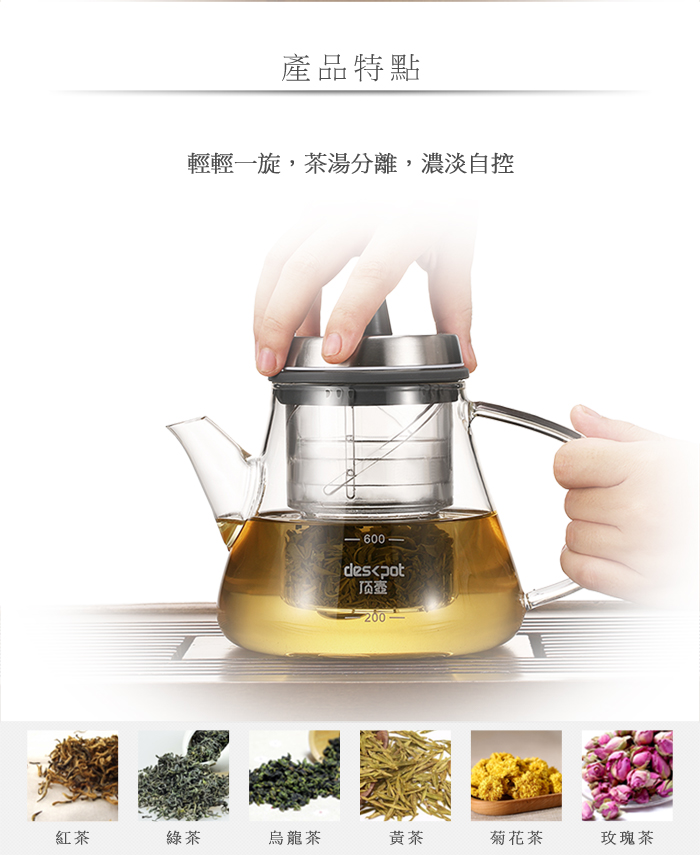 產品特點
輕輕一旋，茶湯分離，濃淡自控
600
des<pot
顶壶
200
紅茶
綠茶
烏龍茶
黃茶
菊花茶
玫瑰茶